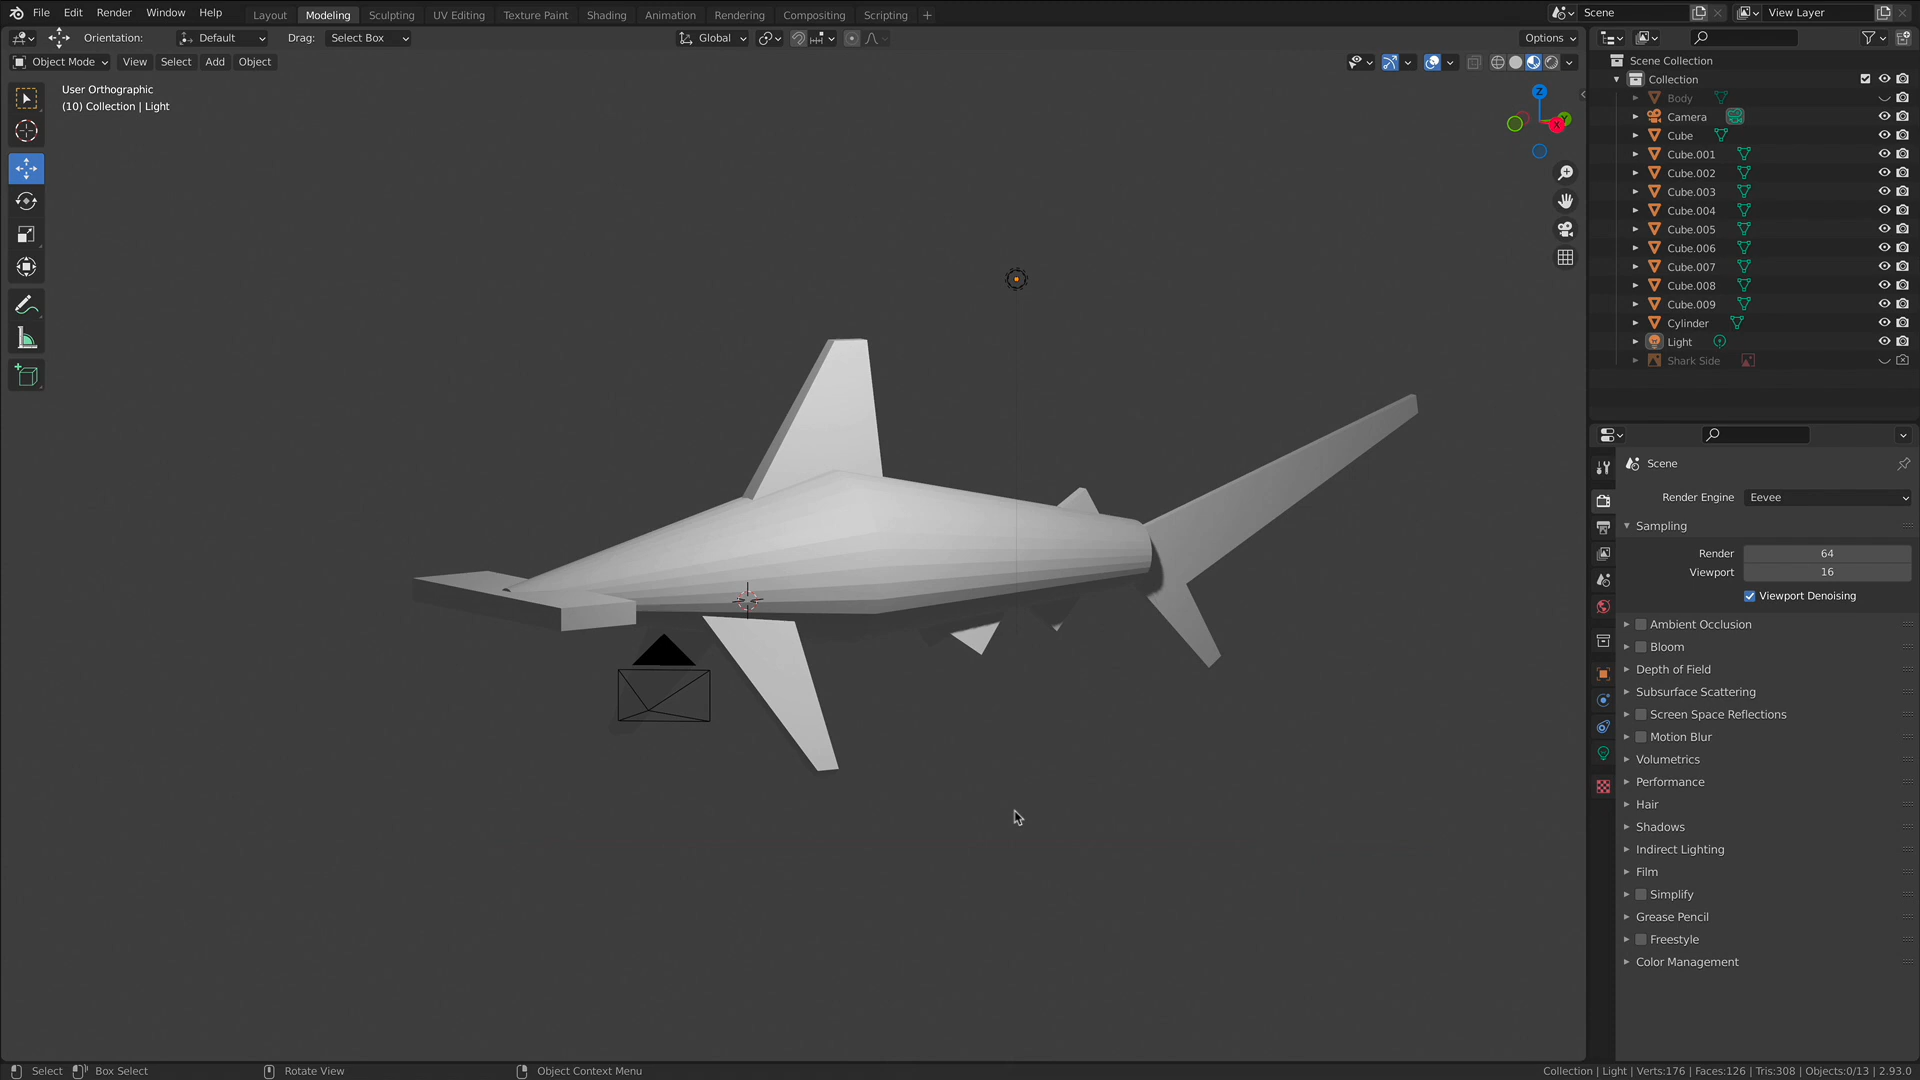 File Edit Render Window Help Layout Modeling Sculpting UV Editing Texture Paint Shading Animation Rendering Compositing Scripting + Scene View Layer
Orientation: Default Drag: Select Box Global Options
Object Mode View Select Add Object
User Orthographic
(10) Collection | Light
Z
Y
X
Scene Collection
Collection
Body
Camera
Cube
Cube.001
Cube.002
Cube.003
Cube.004
Cube.005
Cube.006
Cube.007
Cube.008
Cube.009
Cylinder
Light
Shark Side
Scene
Render Engine Eevee
Sampling
Render 64
Viewport 16
Viewport Denoising
Ambient Occlusion
Bloom
Depth of Field
Subsurface Scattering
Screen Space Reflections
Motion Blur
Volumetrics
Performance
Hair
Shadows
Indirect Lighting
Film
Simplify
Grease Pencil
Freestyle
Color Management
Select Box Select Rotate View Object Context Menu Collection | Light | Verts:176 | Faces:126 | Tris:308 | Objects:0/13 | 2.93.0